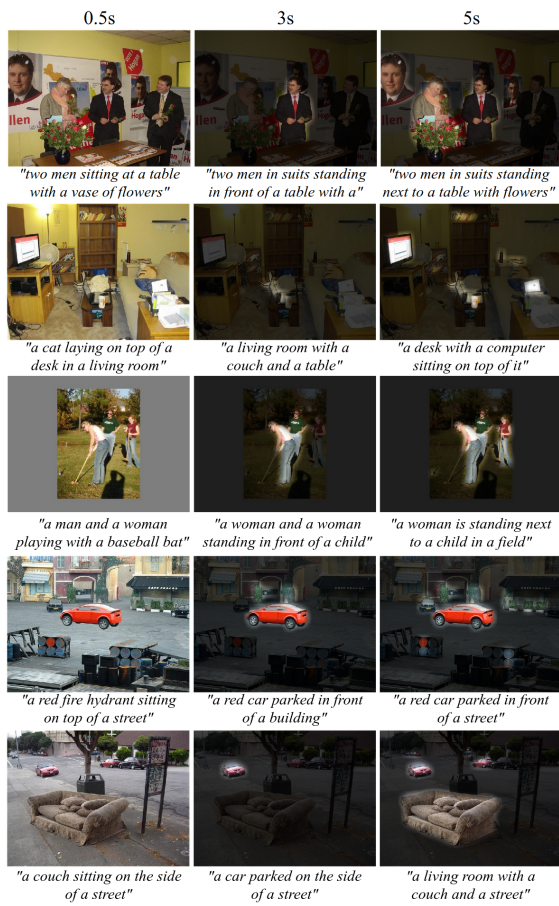 0.5s 3s 5s
"two men sitting at a table
with a vase of flowers"
"two men in suits standing
in front of a table with a"
"two men in suits standing
next to a table with flowers"
"a cat laying on top of a
desk in a living room"
"a living room with a
couch and a table"
"a desk with a computer
sitting on top of it"
"a man and a woman
playing with a baseball bat"
"a woman and a woman
standing in front of a child"
"a woman is standing next
to a child in a field"
"a red fire hydrant sitting
on top of a street"
"a red car parked in front
of a building"
"a red car parked in front
of a street"
"a couch sitting on the side
of a street"
"a car parked on the side
of a street"
"a living room with a
couch and a street"